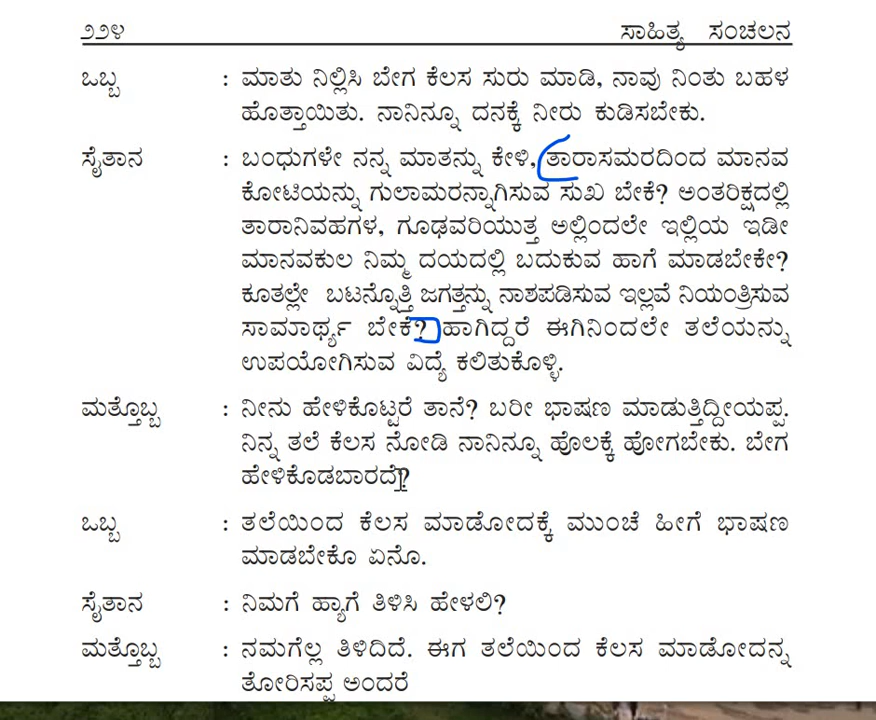 ೨೨೪ ಸಾಹಿತ್ಯ ಸಂಚಲನ
ಒಬ್ಬ : ಮಾತು ನಿಲ್ಲಿಸಿ ಬೇಗ ಕೆಲಸ ಸುರು ಮಾಡಿ, ನಾವು ನಿಂತು ಬಹಳ
ಹೊತ್ತಾಯಿತು. ನಾನಿನ್ನೂ ದನಕ್ಕೆ ನೀರು ಕುಡಿಸಬೇಕು.
ಸೈತಾನ : ಬಂಧುಗಳೇ ನನ್ನ ಮಾತನ್ನು ಕೇಳಿ, ತಾರಾಸಮರದಿಂದ ಮಾನವ
ಕೋಟಿಯನ್ನು ಗುಲಾಮರನ್ನಾಗಿಸುವ ಸುಖ ಬೇಕೆ? ಅಂತರಿಕ್ಷದಲ್ಲಿ
ತಾರಾನಿವಹಗಳ, ಗೂಢವರಿಯುತ್ತ ಅಲ್ಲಿಂದಲೇ ಇಲ್ಲಿಯ ಇಡೀ
ಮಾನವಕುಲ ನಿಮ್ಮ ದಯದಲ್ಲಿ ಬದುಕುವ ಹಾಗೆ ಮಾಡಬೇಕೇ?
ಕೂತಲ್ಲೇ ಬಟನ್ನೊತ್ತಿ ಜಗತ್ತನ್ನು ನಾಶಪಡಿಸುವ ಇಲ್ಲವೆ ನಿಯಂತ್ರಿಸುವ
ಸಾಮಾರ್ಥ್ಯ ಬೇಕೆ? ಹಾಗಿದ್ದರೆ ಈಗಿನಿಂದಲೇ ತಲೆಯನ್ನು
ಉಪಯೋಗಿಸುವ ವಿದ್ಯೆ ಕಲಿತುಕೊಳ್ಳಿ.
ಮತ್ತೊಬ್ಬ : ನೀನು ಹೇಳಿಕೊಟ್ಟರೆ ತಾನೆ? ಬರೀ ಭಾಷಣ ಮಾಡುತ್ತಿದ್ದೀಯಪ್ಪ.
ನಿನ್ನ ತಲೆ ಕೆಲಸ ನೋಡಿ ನಾನಿನ್ನೂ ಹೊಲಕ್ಕೆ ಹೋಗಬೇಕು. ಬೇಗ
ಹೇಳಿಕೊಡಬಾರದೆ?
ಒಬ್ಬ : ತಲೆಯಿಂದ ಕೆಲಸ ಮಾಡೋದಕ್ಕೆ ಮುಂಚೆ ಹೀಗೆ ಭಾಷಣ
ಮಾಡಬೇಕೊ ಏನೊ.
ಸೈತಾನ : ನಿಮಗೆ ಹ್ಯಾಗೆ ತಿಳಿಸಿ ಹೇಳಲಿ?
ಮತ್ತೊಬ್ಬ : ನಮಗೆಲ್ಲ ತಿಳಿದಿದೆ. ಈಗ ತಲೆಯಿಂದ ಕೆಲಸ ಮಾಡೋದನ್ನ
ತೋರಿಸಪ್ಪ ಅಂದರೆ